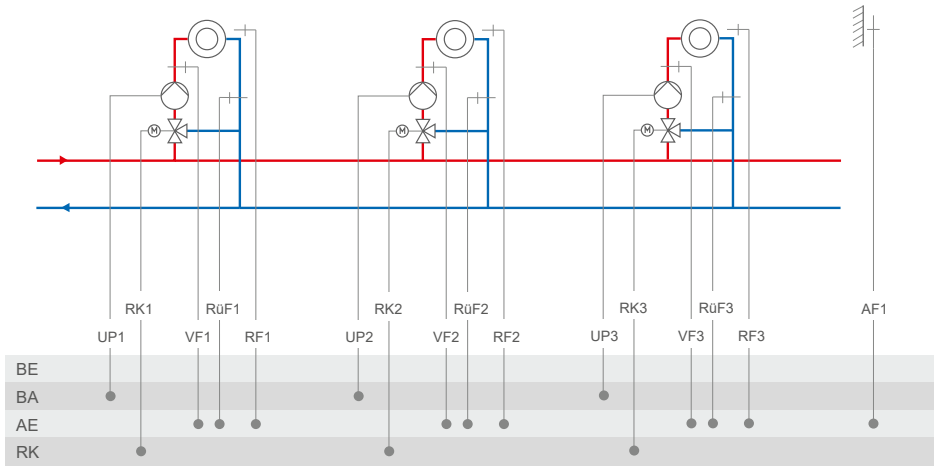 M M M
RK1 RüF1 RK2 RüF2 RK3 RüF3 AF1
UP1 VF1 RF1 UP2 VF2 RF2 UP3 VF3 RF3
BE
BA
AE
RK